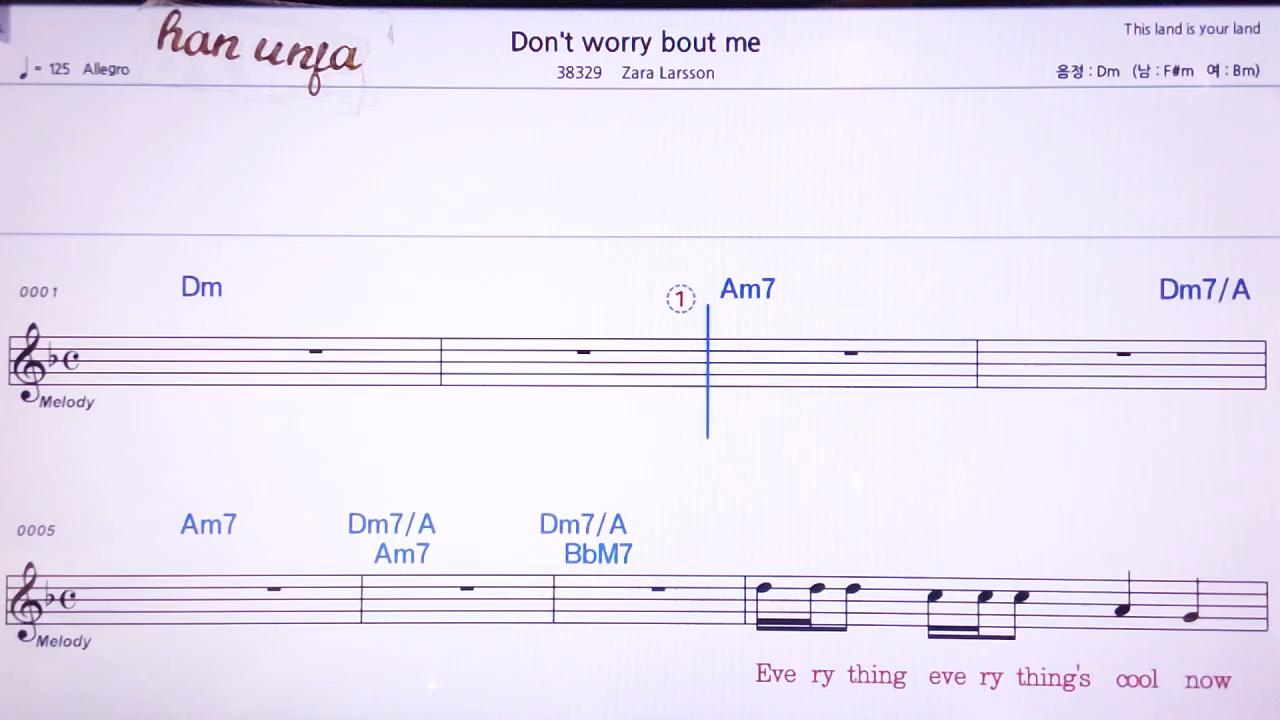 han unfa
Don't worry bout me
This land is your land
= 125 Allegro
38329 Zara Larsson
음정 : Dm (남 : F#m 여 : Bm)
0001 Dm 1 Am7 Dm7/A
Melody
0005 Am7 Dm7/A Dm7/A
Am7 BbM7
Melody
Eve ry thing eve ry thing's cool now